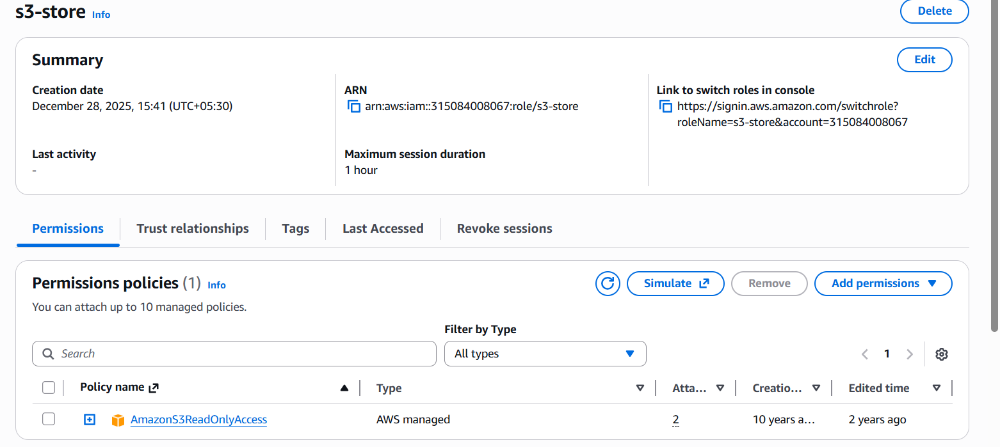 s3-store Info
Delete
Summary
Edit
Creation date
December 28, 2025, 15:41 (UTC+05:30)
ARN
arn:aws:iam::315084008067:role/s3-store
Link to switch roles in console
https://signin.aws.amazon.com/switchrole?
roleName=s3-store&account=315084008067
Last activity
-
Maximum session duration
1 hour
Permissions
Trust relationships
Tags
Last Accessed
Revoke sessions
Permissions policies (1) Info
Simulate
Remove
Add permissions
You can attach up to 10 managed policies.
Filter by Type
Search
All types
1
Policy name
Type
Atta...
Creatio...
Edited time
AmazonS3ReadOnlyAccess
AWS managed
2
10 years a...
2 years ago